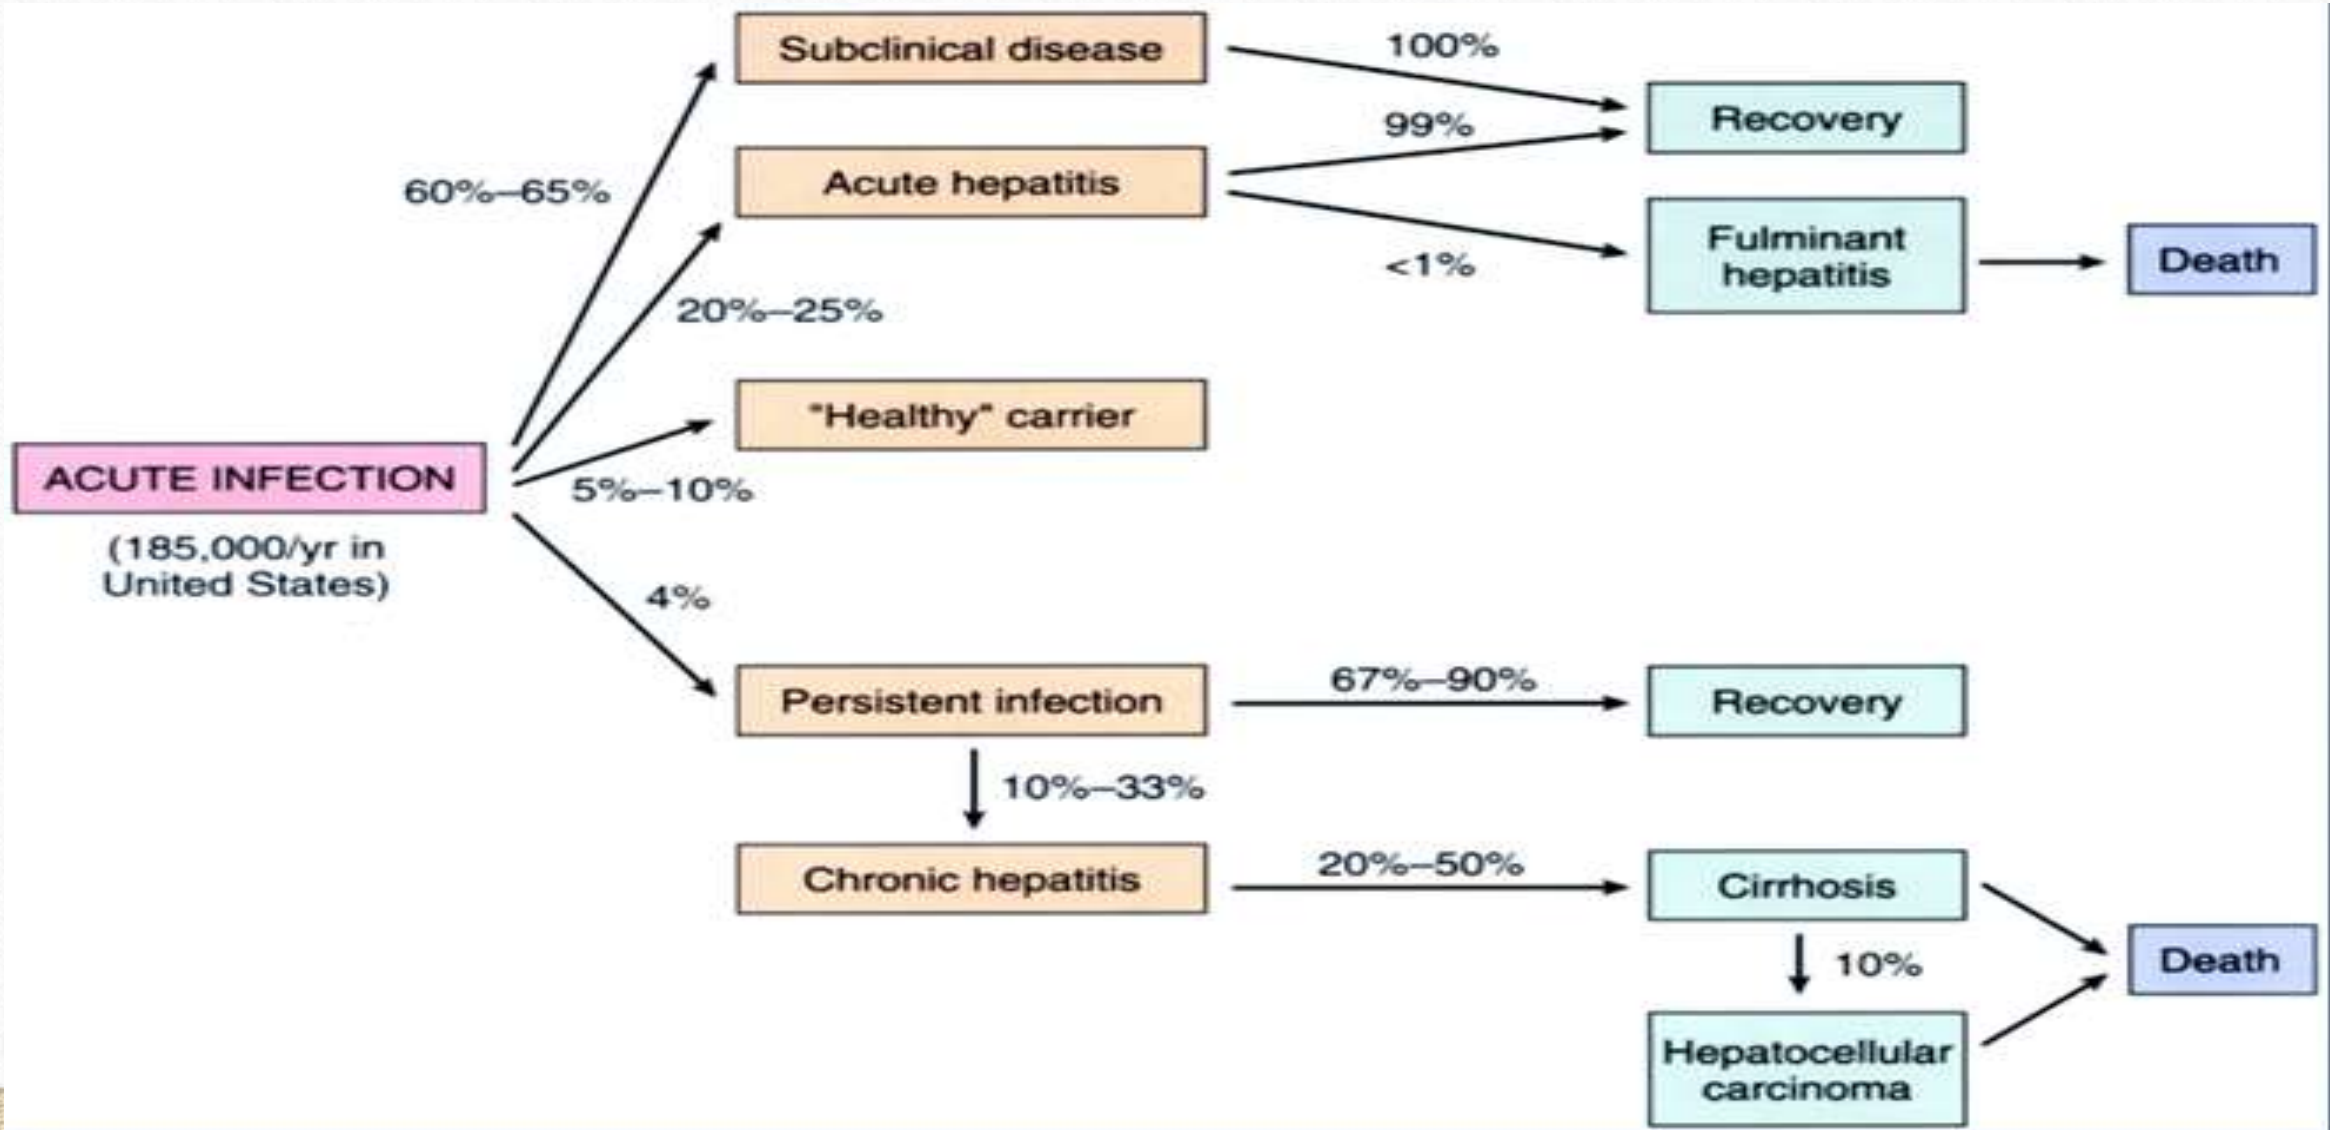 Subclinical disease
100%
Recovery
99%
60%–65%
Acute hepatitis
Fulminant
hepatitis
Death
<1%
20%–25%
"Healthy" carrier
ACUTE INFECTION
5%–10%
(185,000/yr in
United States)
4%
Persistent infection
67%–90%
Recovery
10%–33%
Chronic hepatitis
20%–50%
Cirrhosis
10%
Death
Hepatocellular
carcinoma